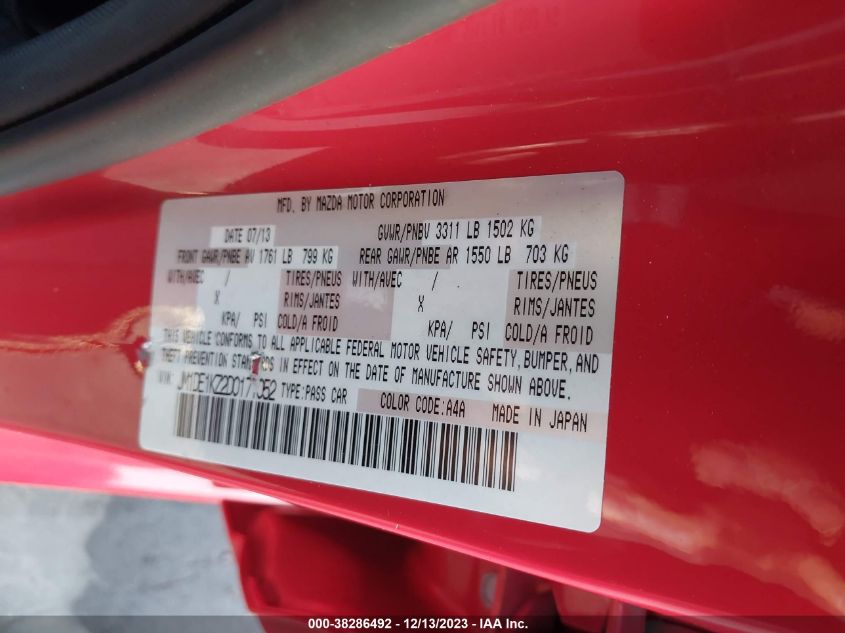 MFD. BY MAZDA MOTOR CORPORATION
DATE 07/13 GVWR/PNBV 3311 LB 1502 KG
FRONT GAWR/PNBE AV 1761 LB 799 KG REAR GAWR/PNBE AR 1550 LB 703 KG
WITH/AVEC / TIRES/PNEUS WITH/AVEC / TIRES/PNEUS
X RIMS/JANTES X RIMS/JANTES
KPA/ PSI COLD/A FROID KPA/ PSI COLD/A FROID
THIS VEHICLE CONFORMS TO ALL APPLICABLE FEDERAL MOTOR VEHICLE SAFETY, BUMPER, AND
THEFT PREVENTION STANDARDS IN EFFECT ON THE DATE OF MANUFACTURE SHOWN ABOVE.
VIN: JM1DE1KZ2D0171052 TYPE:PASS CAR COLOR CODE:A4A MADE IN JAPAN
000-38286492 - 12/13/2023 - IAA Inc.